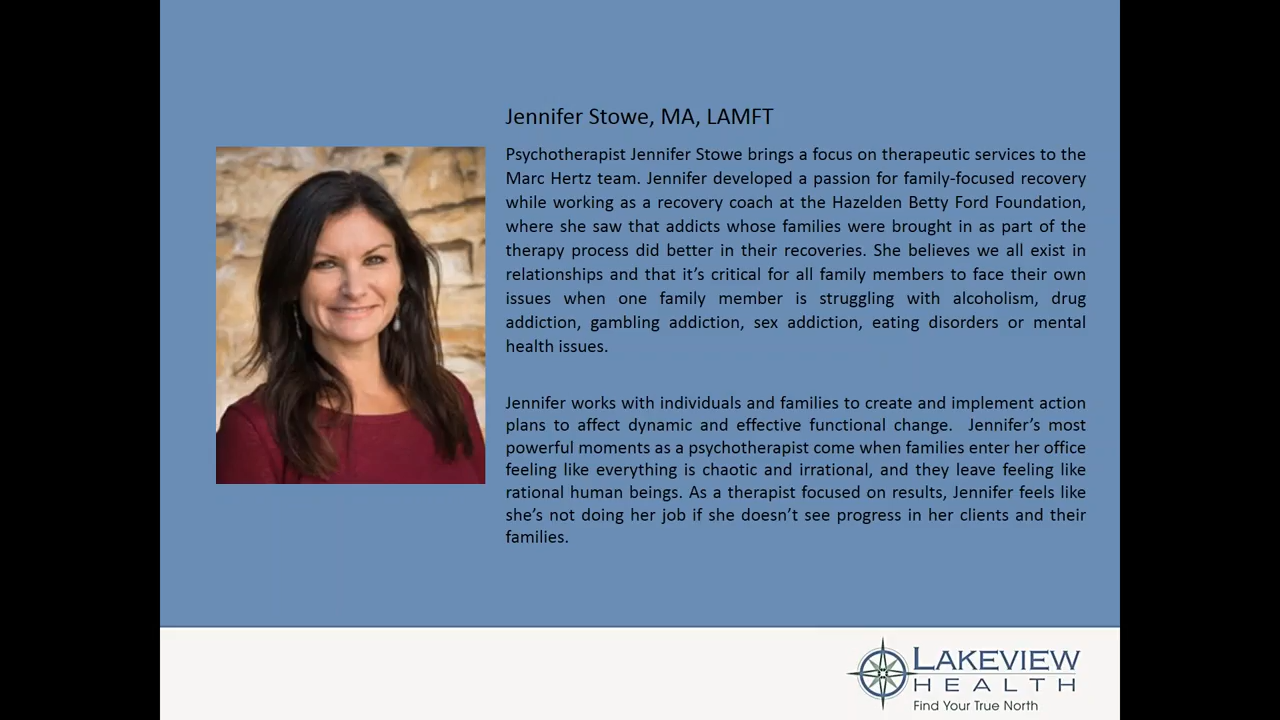 Jennifer Stowe, MA, LAMFT
Psychotherapist Jennifer Stowe brings a focus on therapeutic services to the
Marc Hertz team. Jennifer developed a passion for family-focused recovery
while working as a recovery coach at the Hazelden Betty Ford Foundation,
where she saw that addicts whose families were brought in as part of the
therapy process did better in their recoveries. She believes we all exist in
relationships and that it’s critical for all family members to face their own
issues when one family member is struggling with alcoholism, drug
addiction, gambling addiction, sex addiction, eating disorders or mental
health issues.
Jennifer works with individuals and families to create and implement action
plans to affect dynamic and effective functional change.  Jennifer’s most
powerful moments as a psychotherapist come when families enter her office
feeling like everything is chaotic and irrational, and they leave feeling like
rational human beings. As a therapist focused on results, Jennifer feels like
she’s not doing her job if she doesn’t see progress in her clients and their
families.
LAKEVIEW
HEALTH
Find Your True North